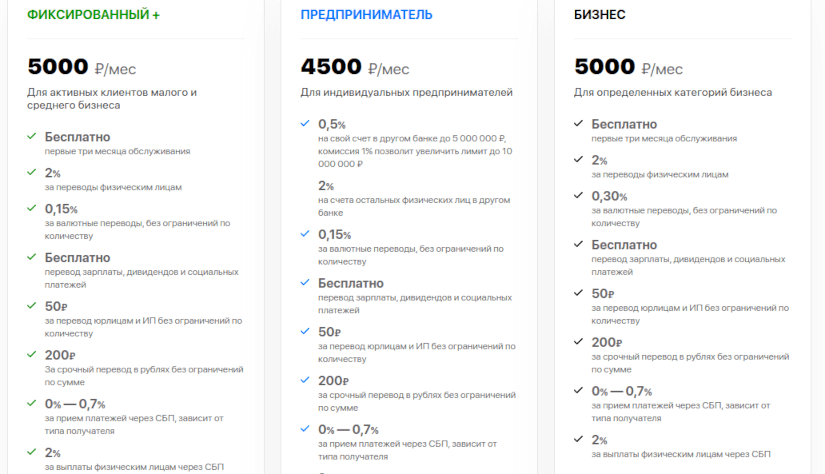 ФИКСИРОВАННЫЙ +
5000 ₽/мес
Для активных клиентов малого и
среднего бизнеса
Бесплатно
первые три месяца обслуживания
2%
за переводы физическим лицам
0,15%
за валютные переводы, без ограничений по
количеству
Бесплатно
перевод зарплаты, дивидендов и социальных
платежей
50₽
за перевод юрлицам и ИП без ограничений по
количеству
200₽
За срочный перевод в рублях без ограничений
по сумме
0% — 0,7%
за прием платежей через СБП, зависит от
типа получателя
2%
за выплаты физическим лицам через СБП
ПРЕДПРИНИМАТЕЛЬ
4500 ₽/мес
Для индивидуальных предпринимателей
0,5%
на свой счет в другом банке до 5 000 000 ₽,
комиссия 1% позволит увеличить лимит до 10
000 000 ₽
2%
на счета остальных физических лиц в другом
банке
0,15%
за валютные переводы, без ограничений по
количеству
Бесплатно
перевод зарплаты, дивидендов и социальных
платежей
50₽
за перевод юрлицам и ИП без ограничений по
количеству
200₽
за срочный перевод в рублях без ограничений
по сумме
0% — 0,7%
за прием платежей через СБП, зависит от
типа получателя
БИЗНЕС
5000 ₽/мес
Для определенных категорий бизнеса
Бесплатно
первые три месяца обслуживания
2%
за переводы физическим лицам
0,30%
за валютные переводы, без ограничений по
количеству
Бесплатно
перевод зарплаты, дивидендов и социальных
платежей
50₽
за перевод юрлицам и ИП без ограничений по
количеству
200₽
за срочный перевод в рублях без ограничений
по сумме
0% — 0,7%
за прием платежей через СБП, зависит от
типа получателя
2%
за выплаты физическим лицам через СБП